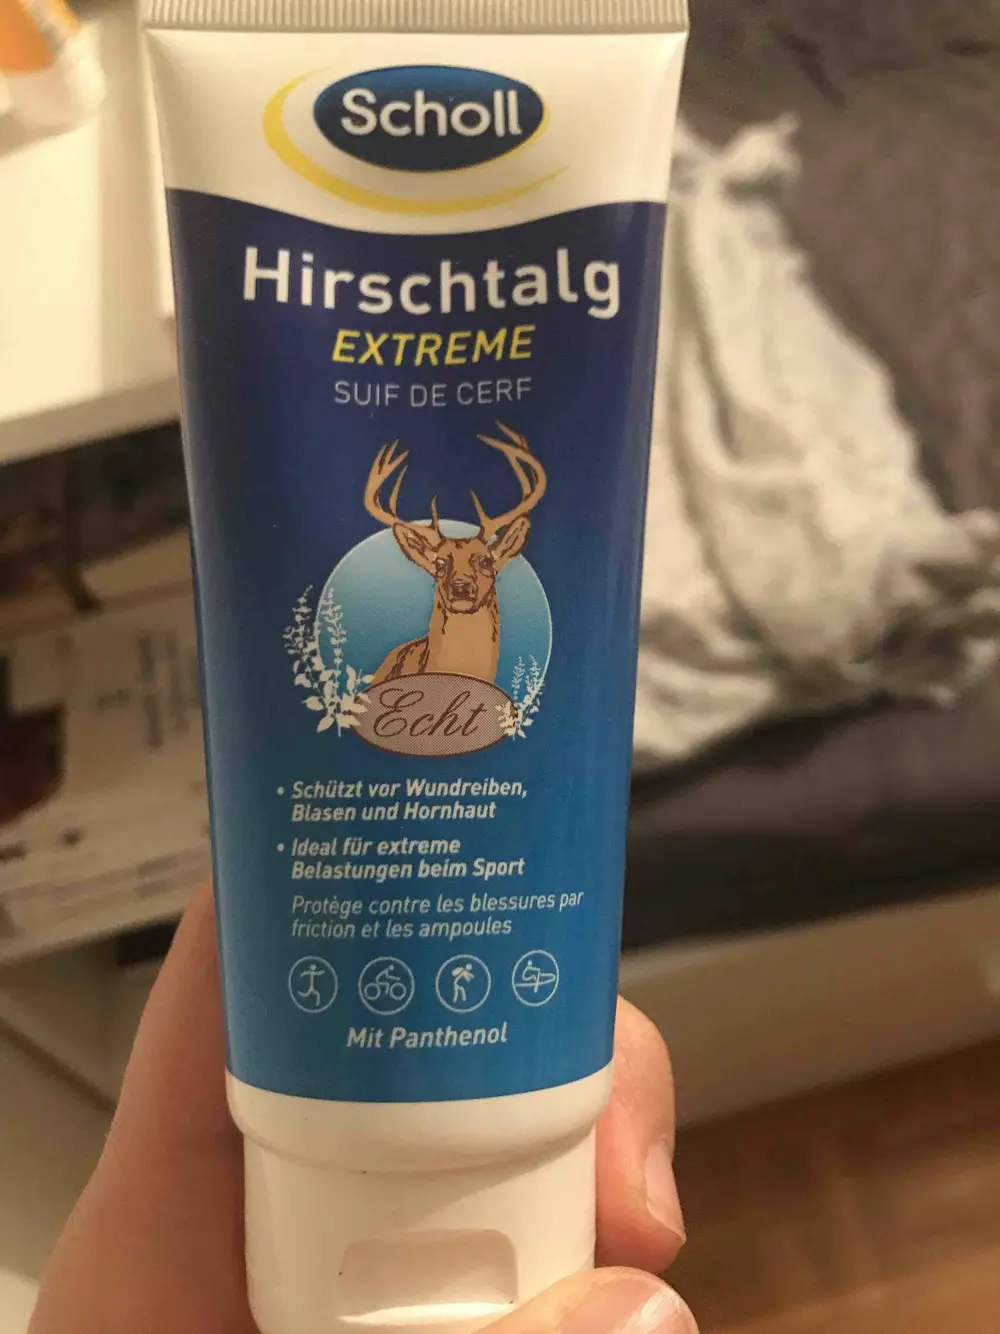 Scholl
Hirschtalg
EXTREME
SUIF DE CERF
Echt
• Schützt vor Wundreiben,
Blasen und Hornhaut
• Ideal für extreme
Belastungen beim Sport
Protège contre les blessures par
friction et les ampoules
Mit Panthenol